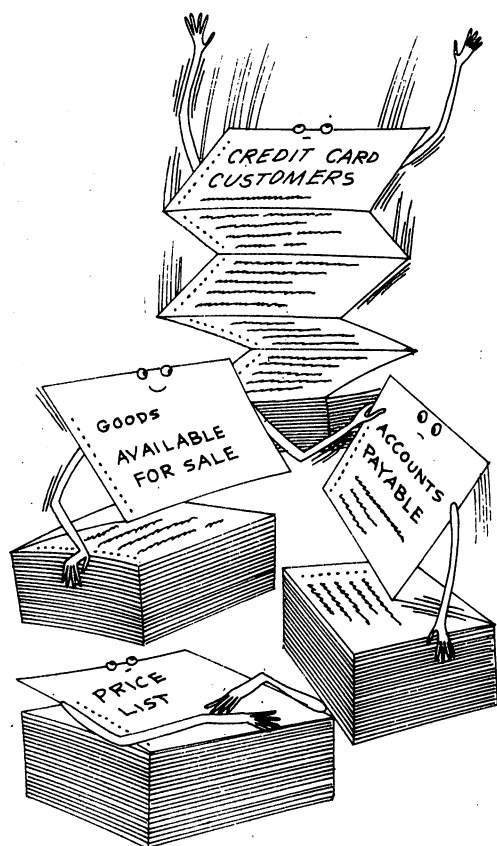 CREDIT CARD
CUSTOMERS
GOODS
AVAILABLE
FOR SALE
ACCOUNTS
PAYABLE
PRICE
LIST